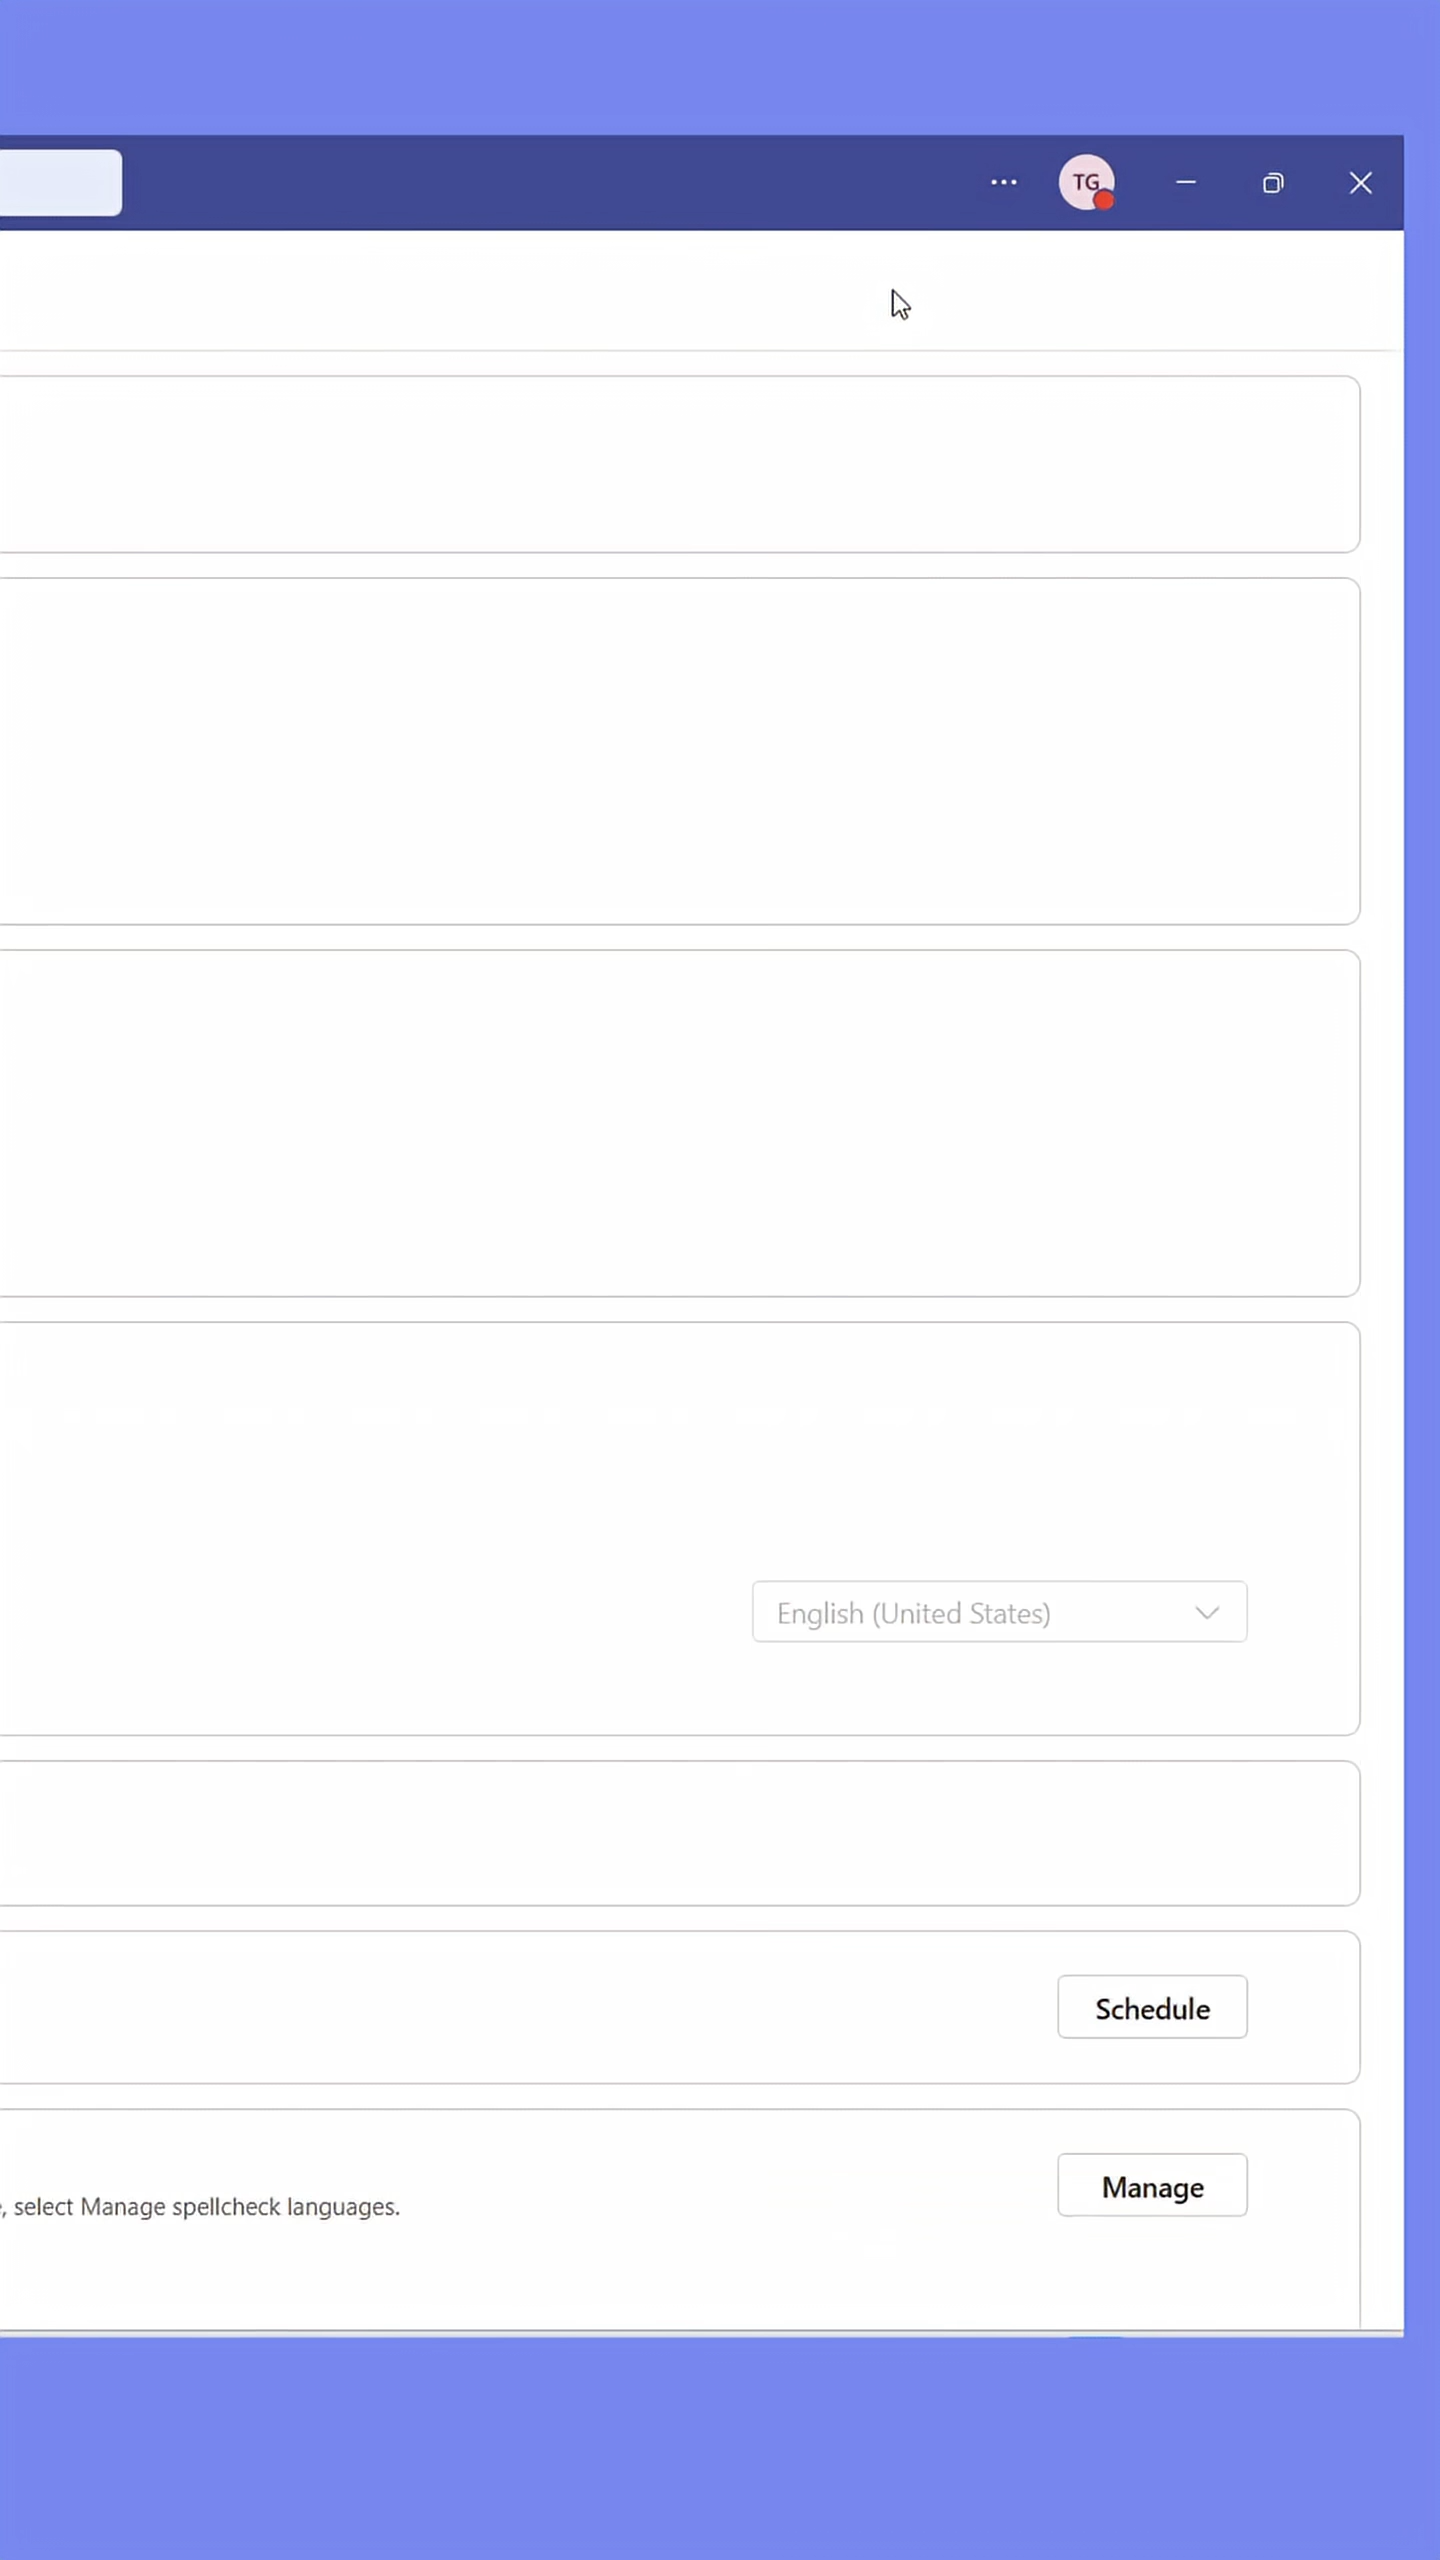 TG
English (United States)
Schedule
Manage
, select Manage spellcheck languages.